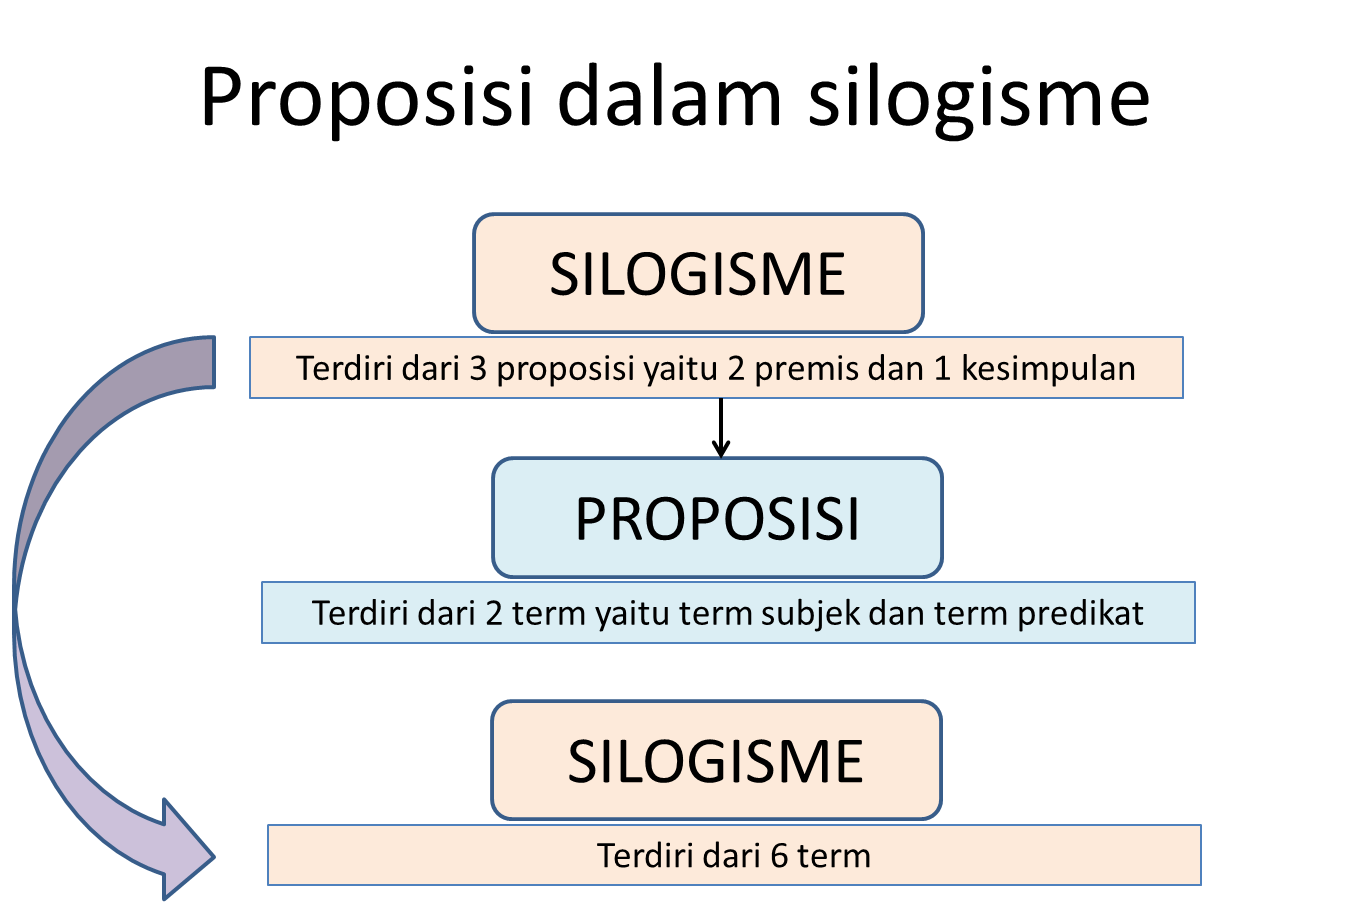 Proposisi dalam silogisme
SILOGISME
Terdiri dari 3 proposisi yaitu 2 premis dan 1 kesimpulan
PROPOSISI
Terdiri dari 2 term yaitu term subjek dan term predikat
SILOGISME
Terdiri dari 6 term